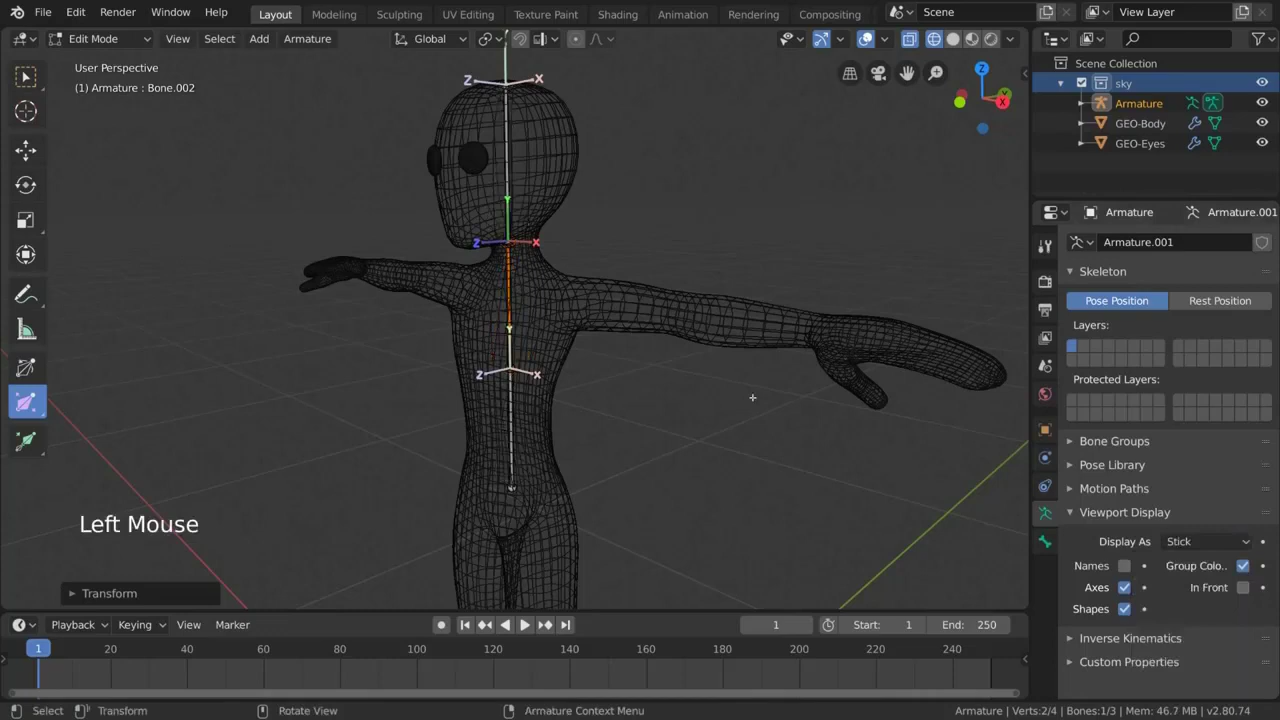 File Edit Render Window Help Layout Modeling Sculpting UV Editing Texture Paint Shading Animation Rendering Compositing Scene View Layer
Edit Mode View Select Add Armature Global
User Perspective
(1) Armature : Bone.002
Z X
Z X
Y
Z X
Y
Z X
Left Mouse
Transform
Scene Collection
sky
Armature
GEO-Body
GEO-Eyes
Armature Armature.001
Armature.001
Skeleton
Pose Position Rest Position
Layers:
Protected Layers:
Bone Groups
Pose Library
Motion Paths
Viewport Display
Display As Stick
Names Group Colo..
Axes In Front
Shapes
Inverse Kinematics
Custom Properties
Playback Keying View Marker 1 Start: 1 End: 250
1 20 40 60 80 100 120 140 160 180 200 220 240
Select Transform Rotate View Armature Context Menu Armature | Verts:2/4 | Bones:1/3 | Mem: 46.7 MB | v2.80.74